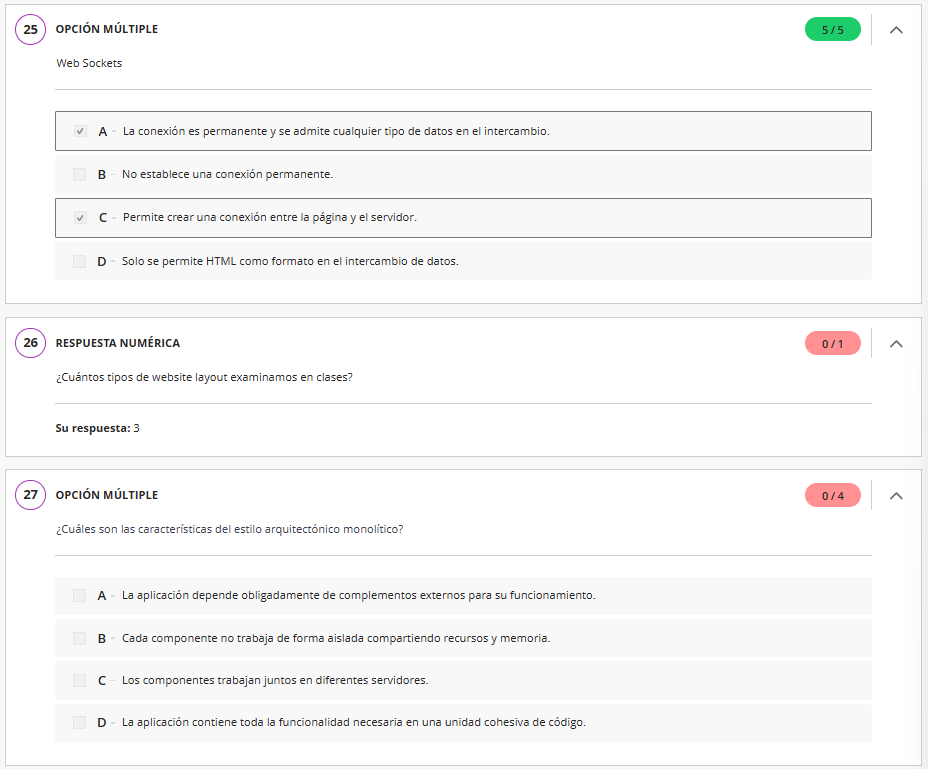 25 OPCIÓN MÚLTIPLE 5 / 5
Web Sockets
A - La conexión es permanente y se admite cualquier tipo de datos en el intercambio.
B - No establece una conexión permanente.
C - Permite crear una conexión entre la página y el servidor.
D - Solo se permite HTML como formato en el intercambio de datos.
26 RESPUESTA NUMÉRICA 0 / 1
¿Cuántos tipos de website layout examinamos en clases?
Su respuesta: 3
27 OPCIÓN MÚLTIPLE 0 / 4
¿Cuáles son las características del estilo arquitectónico monolítico?
A - La aplicación depende obligadamente de complementos externos para su funcionamiento.
B - Cada componente no trabaja de forma aislada compartiendo recursos y memoria.
C - Los componentes trabajan juntos en diferentes servidores.
D - La aplicación contiene toda la funcionalidad necesaria en una unidad cohesiva de código.